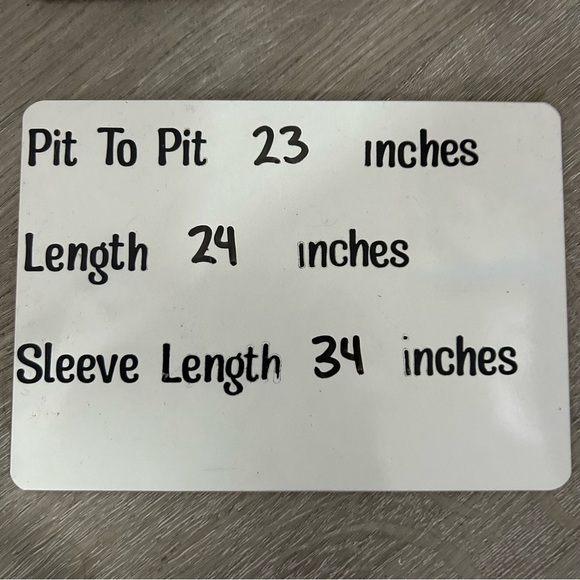 Pit To Pit 23 inches
Length 24 inches
Sleeve Length 34 inches